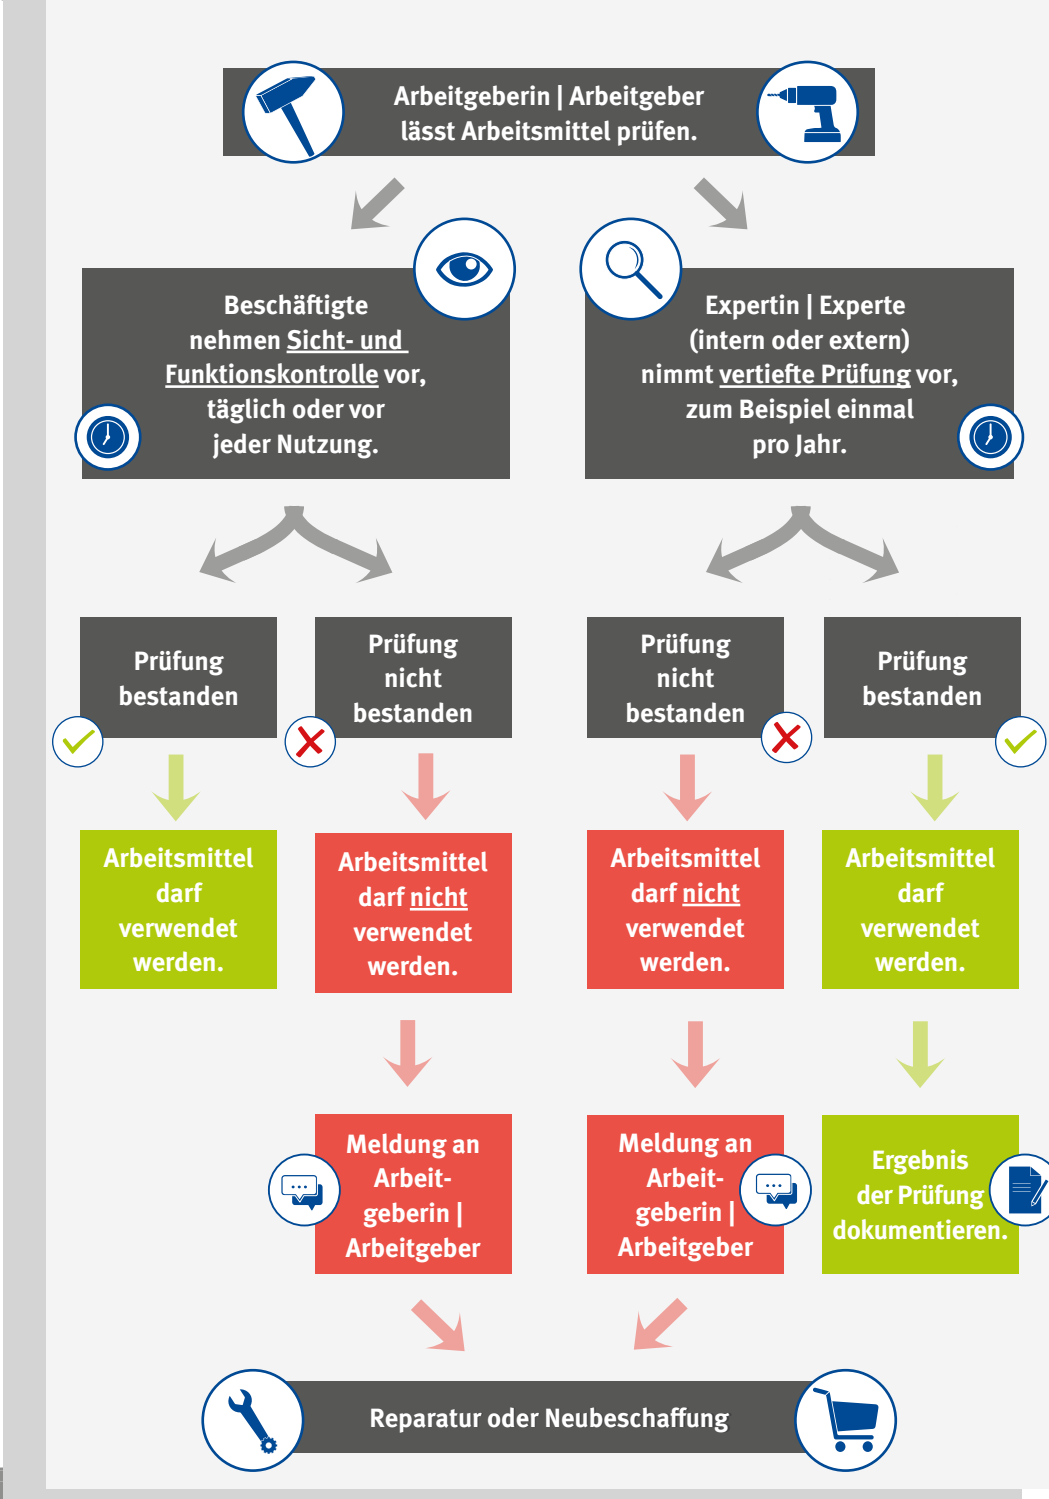 Arbeitgeberin | Arbeitgeber
lässt Arbeitsmittel prüfen.
Beschäftigte
nehmen Sicht- und
Funktionskontrolle vor,
täglich oder vor
jeder Nutzung.
Expertin | Experte
(intern oder extern)
nimmt vertiefte Prüfung vor,
zum Beispiel einmal
pro Jahr.
Prüfung
bestanden
Prüfung
nicht
bestanden
Prüfung
nicht
bestanden
Prüfung
bestanden
Arbeitsmittel
darf
verwendet
werden.
Arbeitsmittel
darf nicht
verwendet
werden.
Arbeitsmittel
darf nicht
verwendet
werden.
Arbeitsmittel
darf
verwendet
werden.
Meldung an
Arbeit-
geberin |
Arbeitgeber
Meldung an
Arbeit-
geberin |
Arbeitgeber
Ergebnis
der Prüfung
dokumentieren.
Reparatur oder Neubeschaffung